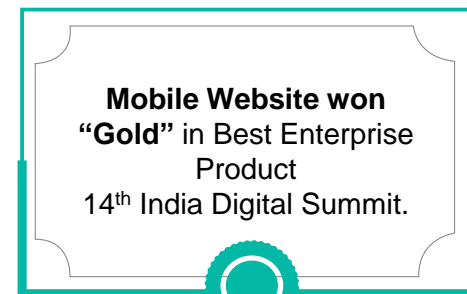 Mobile Website won
“Gold” in Best Enterprise
Product
14th India Digital Summit.